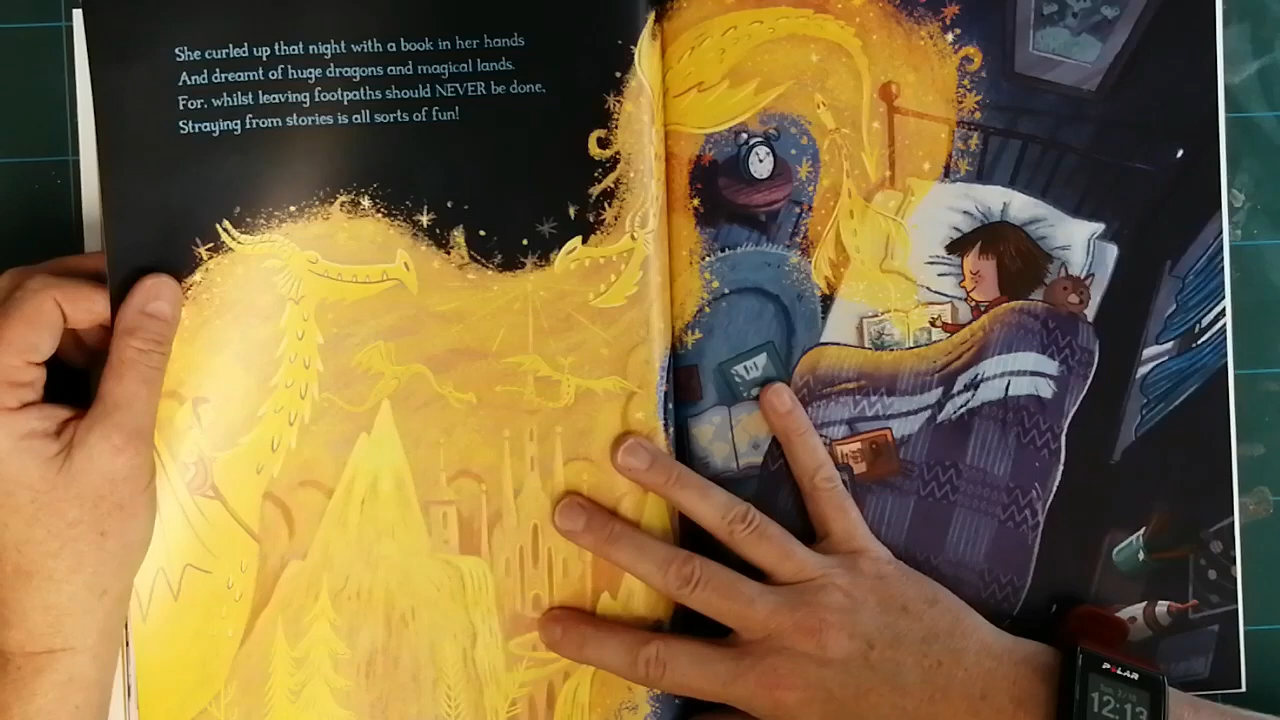 She curled up that night with a book in her hands
And dreamt of huge dragons and magical lands.
For, whilst leaving footpaths should NEVER be done,
Straying from stories is all sorts of fun!
POLAR
12:13